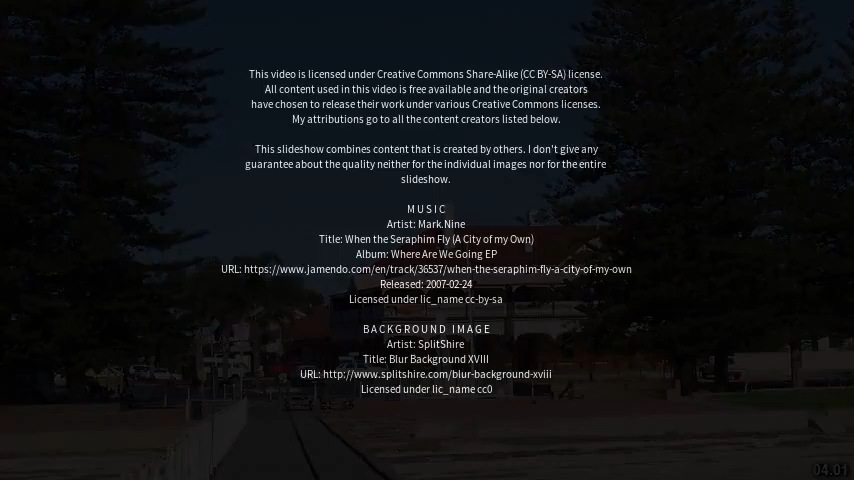 This video is licensed under Creative Commons Share-Alike (CC BY-SA) license.
All content used in this video is free available and the original creators
have chosen to release their work under various Creative Commons licenses.
My attributions go to all the content creators listed below.
This slideshow combines content that is created by others. I don't give any
guarantee about the quality neither for the individual images nor for the entire
slideshow.
MUSIC
Artist: Mark.Nine
Title: When the Seraphim Fly (A City of my Own)
Album: Where Are We Going EP
URL: https://www.jamendo.com/en/track/36537/when-the-seraphim-fly-a-city-of-my-own
Released: 2007-02-24
Licensed under lic_name cc-by-sa
BACKGROUND IMAGE
Artist: SplitShire
Title: Blur Background XVIII
URL: http://www.splitshire.com/blur-background-xviii
Licensed under lic_name cc0
04.01